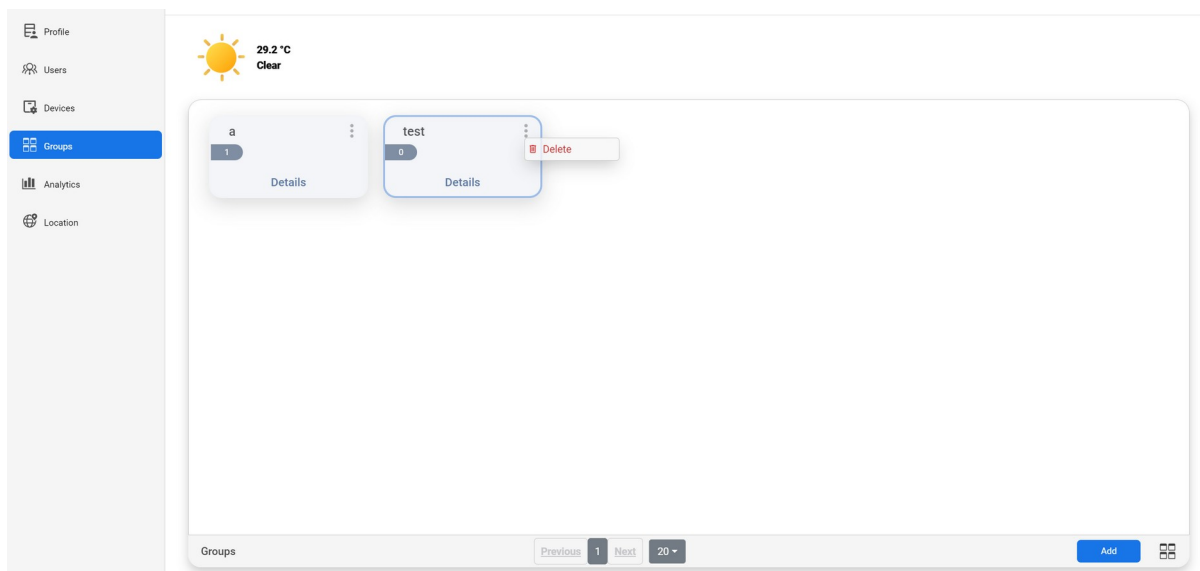 Profile
Users
Devices
Groups
Analytics
Location
29.2 °C
Clear
a
1
Details
test
0
Details
Delete
Groups
Previous 1 Next 20
Add